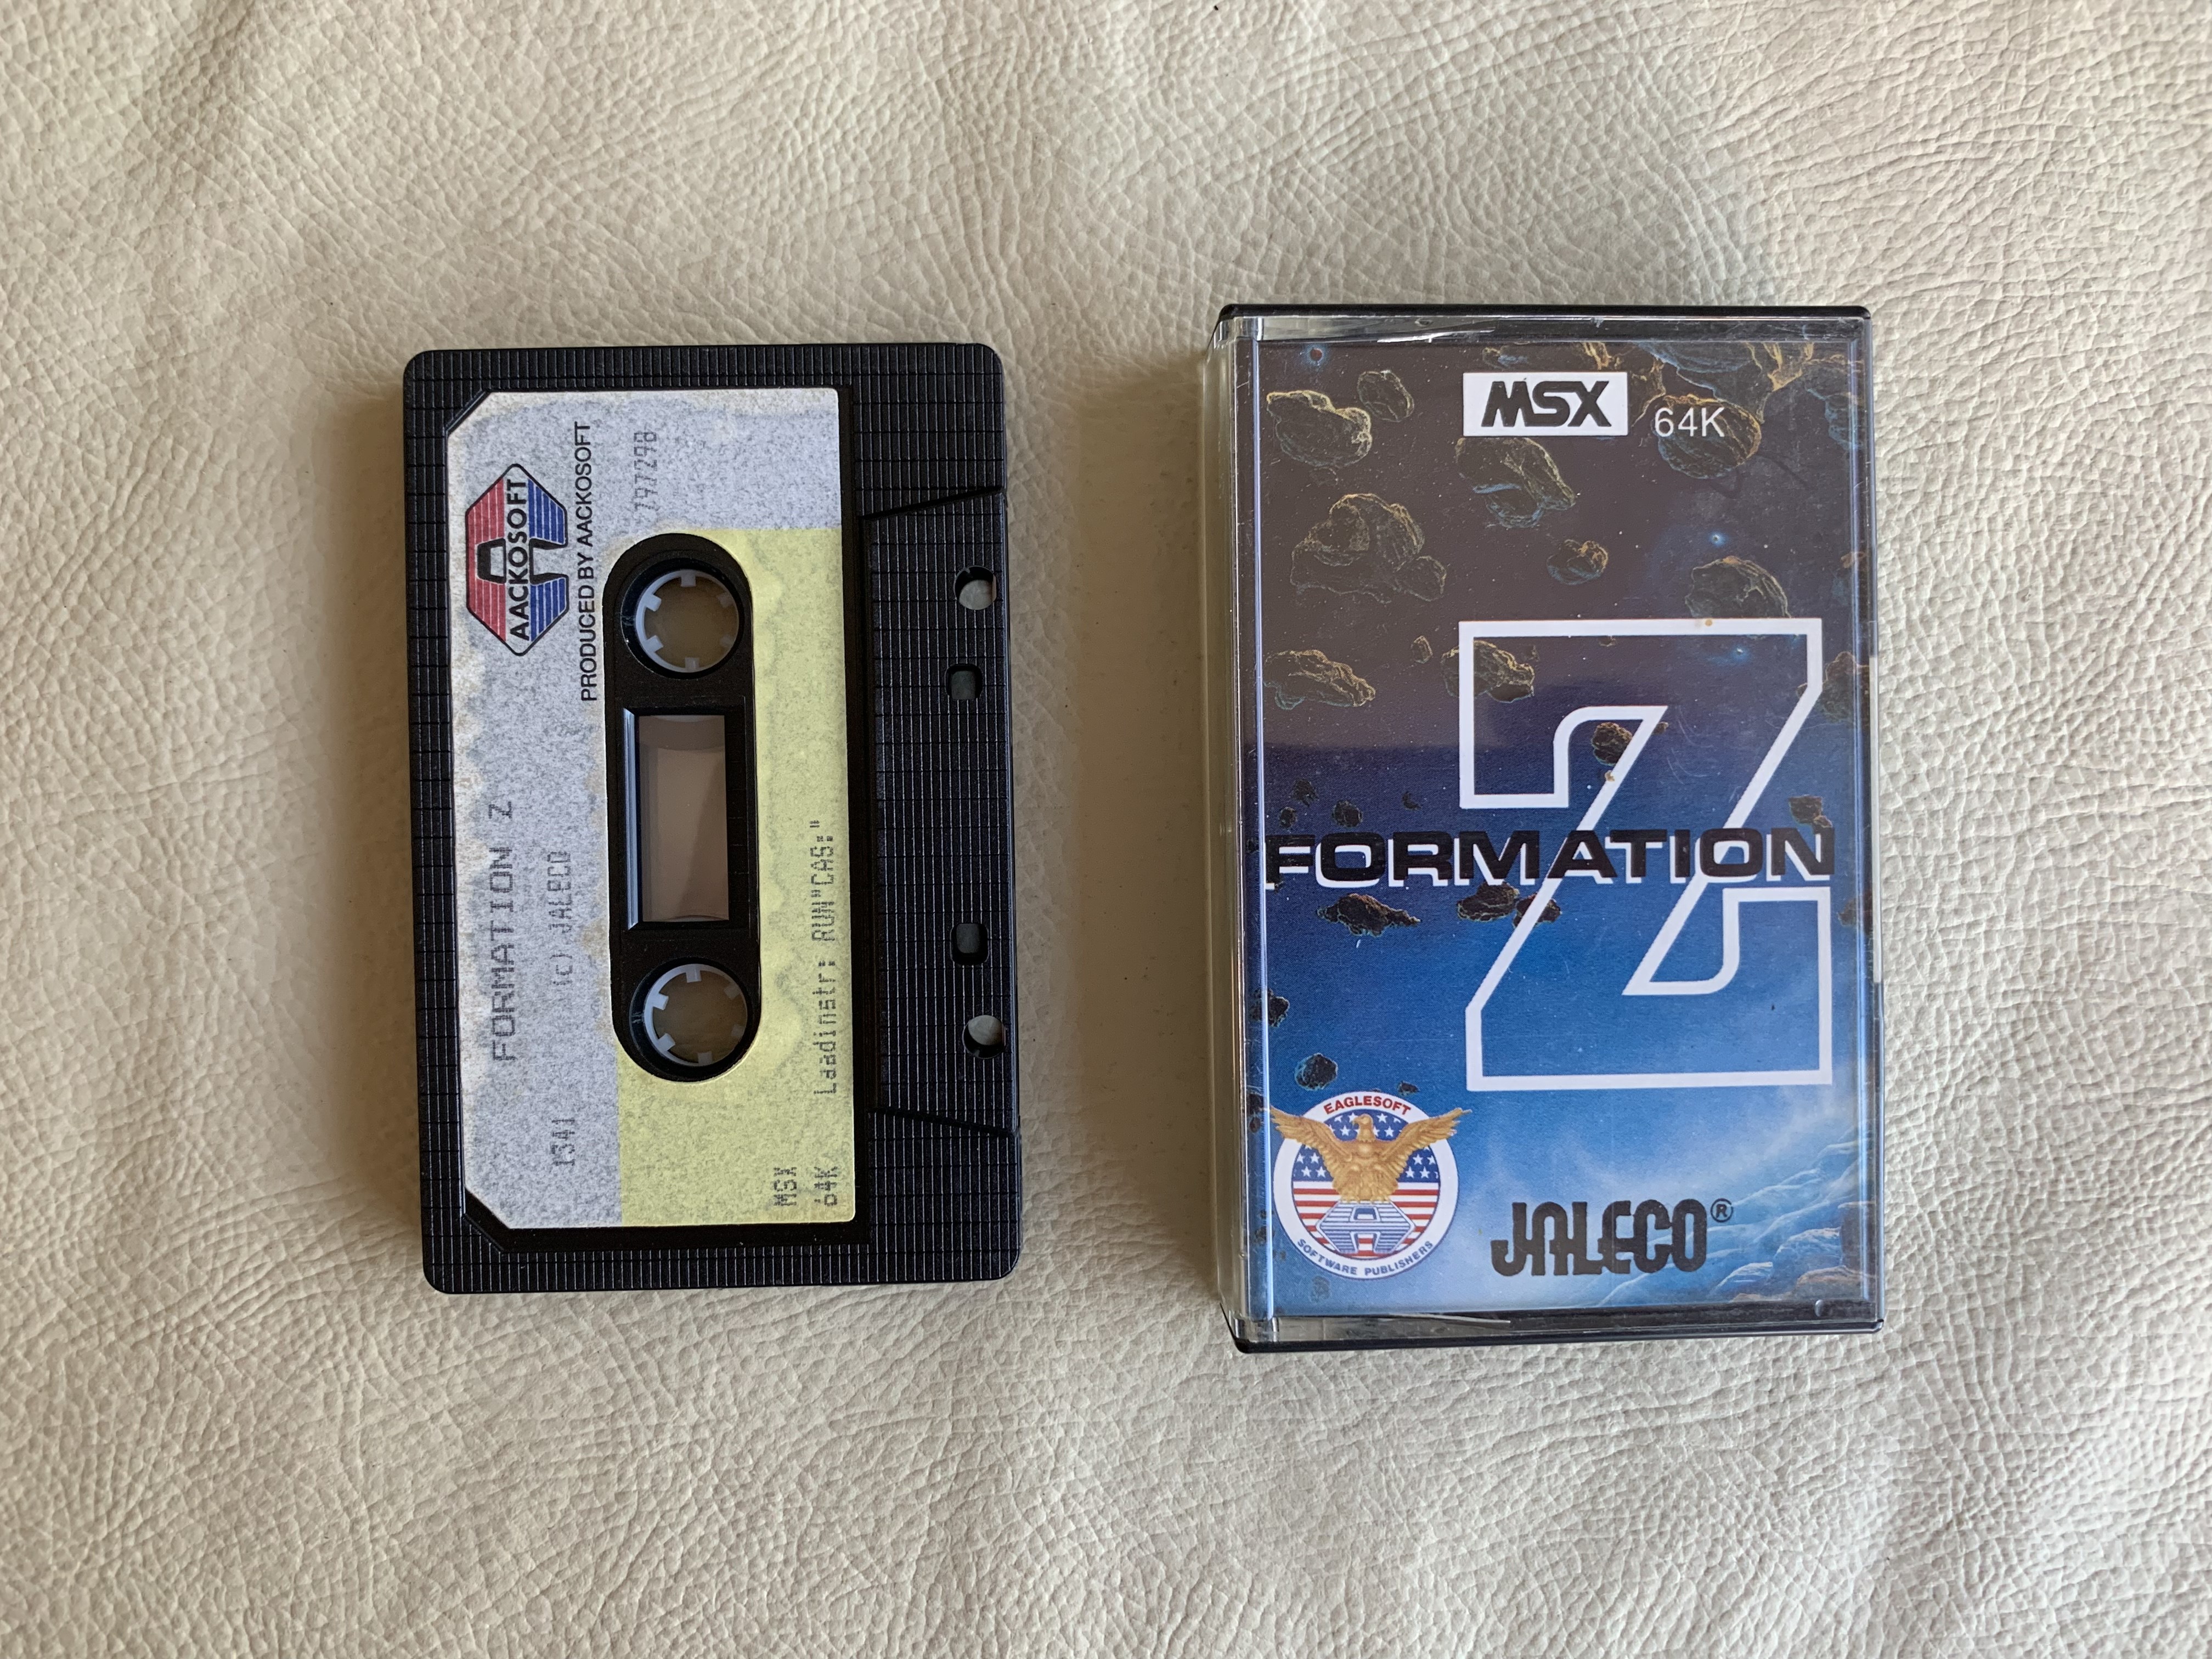 AACKOSOFT
PRODUCED BY AACKOSOFT
FORMATION Z
1341 (c) JALECO 797298
MSX
64K Laadinstr: RUN"CAS:"
MSX 64K
FORMATION
Z
EAGLESOFT
SOFTWARE PUBLISHERS
JALECO®